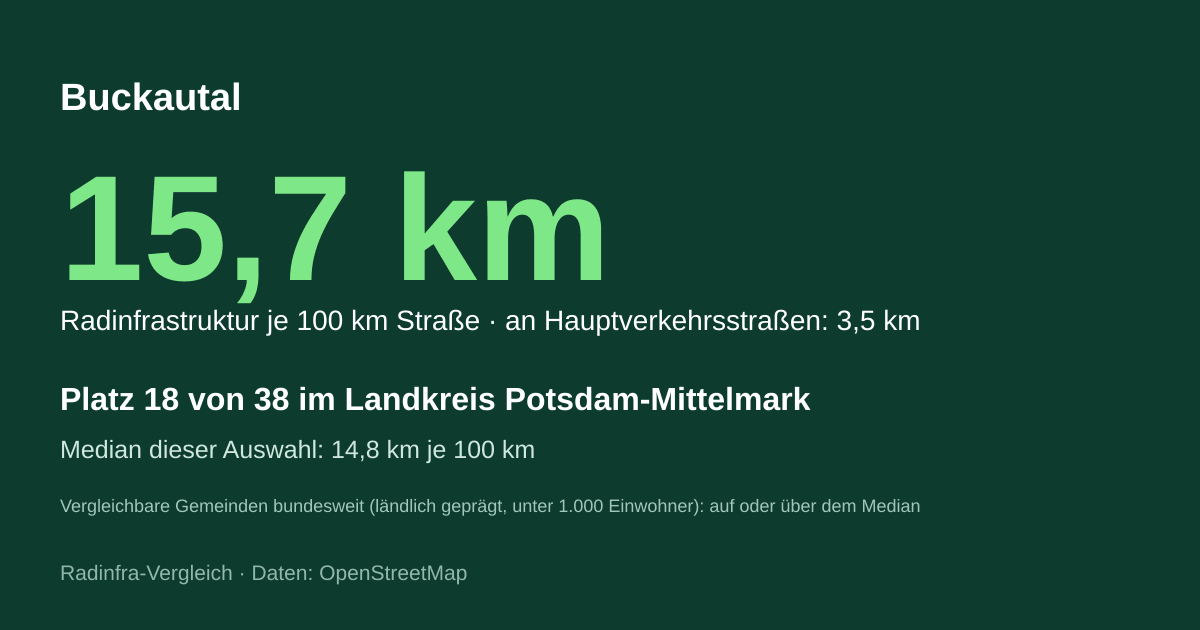 Buckautal
15,7 km
Radinfrastruktur je 100 km Straße · an Hauptverkehrsstraßen: 3,5 km
Platz 18 von 38 im Landkreis Potsdam-Mittelmark
Median dieser Auswahl: 14,8 km je 100 km
Vergleichbare Gemeinden bundesweit (ländlich geprägt, unter 1.000 Einwohner): auf oder über dem Median
Radinfra-Vergleich · Daten: OpenStreetMap